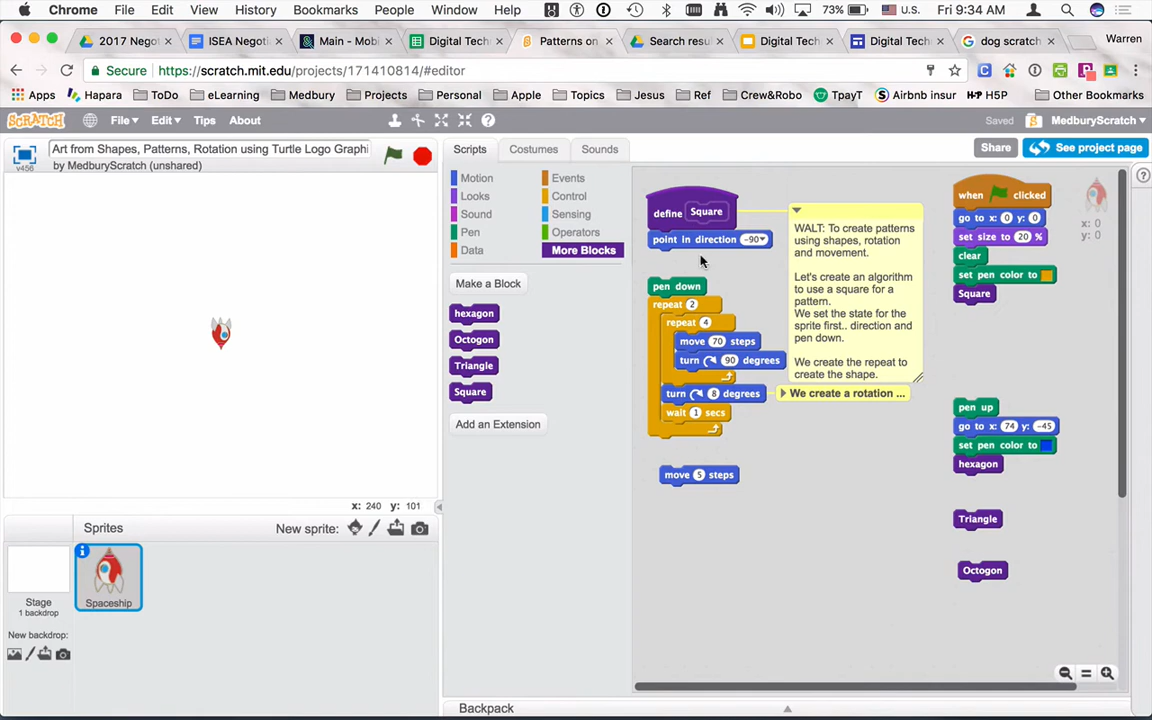 Chrome File Edit View History Bookmarks People Window Help 73% U.S. Fri 9:34 AM
2017 Negot ISEA Negoti Main - Mobi Digital Tech Patterns on Search resu Digital Tech Digital Tech dog scratch Warren
Secure https://scratch.mit.edu/projects/171410814/#editor
Apps Hapara ToDo eLearning Medbury Projects Personal Apple Topics Jesus Ref Crew&Robo TpayT Airbnb insur H5P Other Bookmarks
SCRATCH File Edit Tips About Saved MedburyScratch
v456
Art from Shapes, Patterns, Rotation using Turtle Logo Graphi
by MedburyScratch (unshared)
Scripts Costumes Sounds
Share See project page
Motion Events
Looks Control
Sound Sensing
Pen Operators
Data More Blocks
Make a Block
hexagon
Octogon
Triangle
Square
Add an Extension
define Square
point in direction -90
pen down
repeat 2
repeat 4
move 70 steps
turn 90 degrees
turn 8 degrees
wait 1 secs
move 5 steps
WALT: To create patterns
using shapes, rotation
and movement.
Let's create an algorithm
to use a square for a
pattern.
We set the state for the
sprite first.. direction and
pen down.
We create the repeat to
create the shape.
We create a rotation ...
when clicked
go to x: 0 y: 0
set size to 20 %
clear
set pen color to
Square
pen up
go to x: 74 y: -45
set pen color to
hexagon
Triangle
Octogon
x: 0
y: 0
x: 240 y: 101
Sprites New sprite:
Stage
1 backdrop
New backdrop:
Spaceship
Backpack